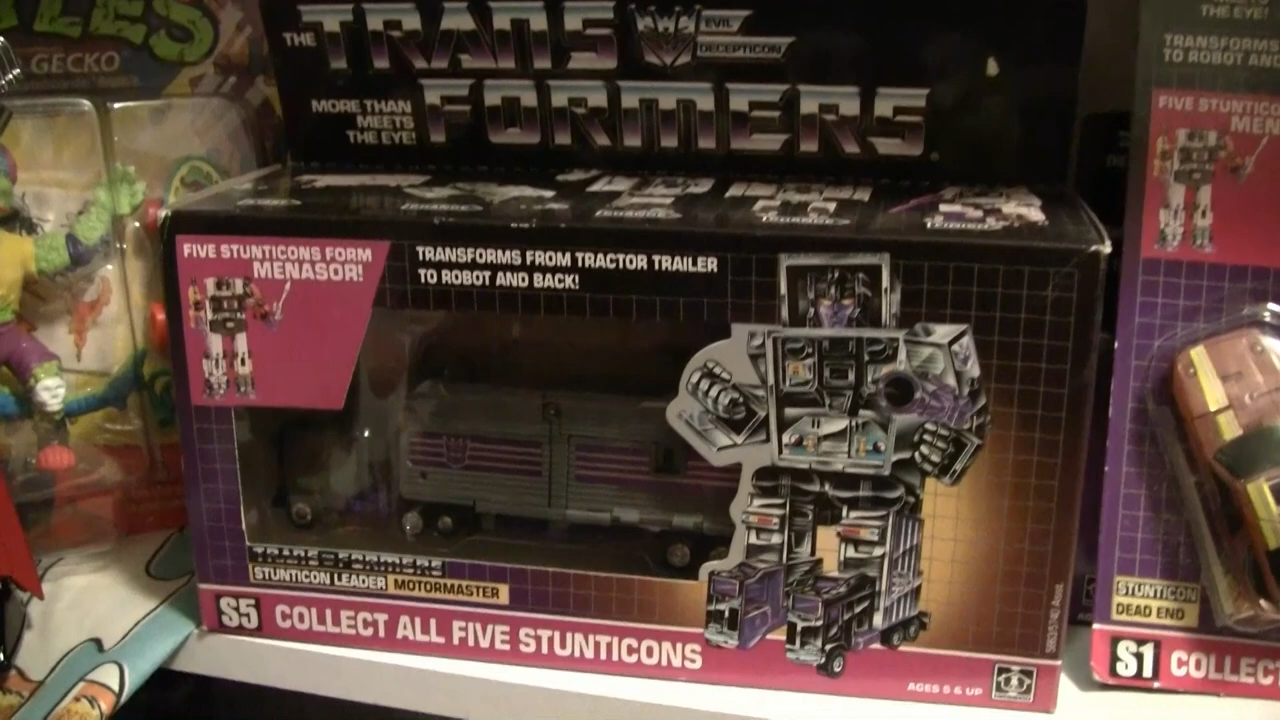 GECKO
THE TRANSFORMERS
EVIL
DECEPTICON
MORE THAN
MEETS
THE EYE!
FIVE STUNTICONS FORM
MENASOR!
TRANSFORMS FROM TRACTOR TRAILER
TO ROBOT AND BACK!
TRANSFORMERS
STUNTICON LEADER MOTORMASTER
S5 COLLECT ALL FIVE STUNTICONS
AGES 5 & UP
THE EYE!
TRANSFORMS
TO ROBOT AND
FIVE STUNTICO
MEN
STUNTICON
DEAD END
S1 COLLECT